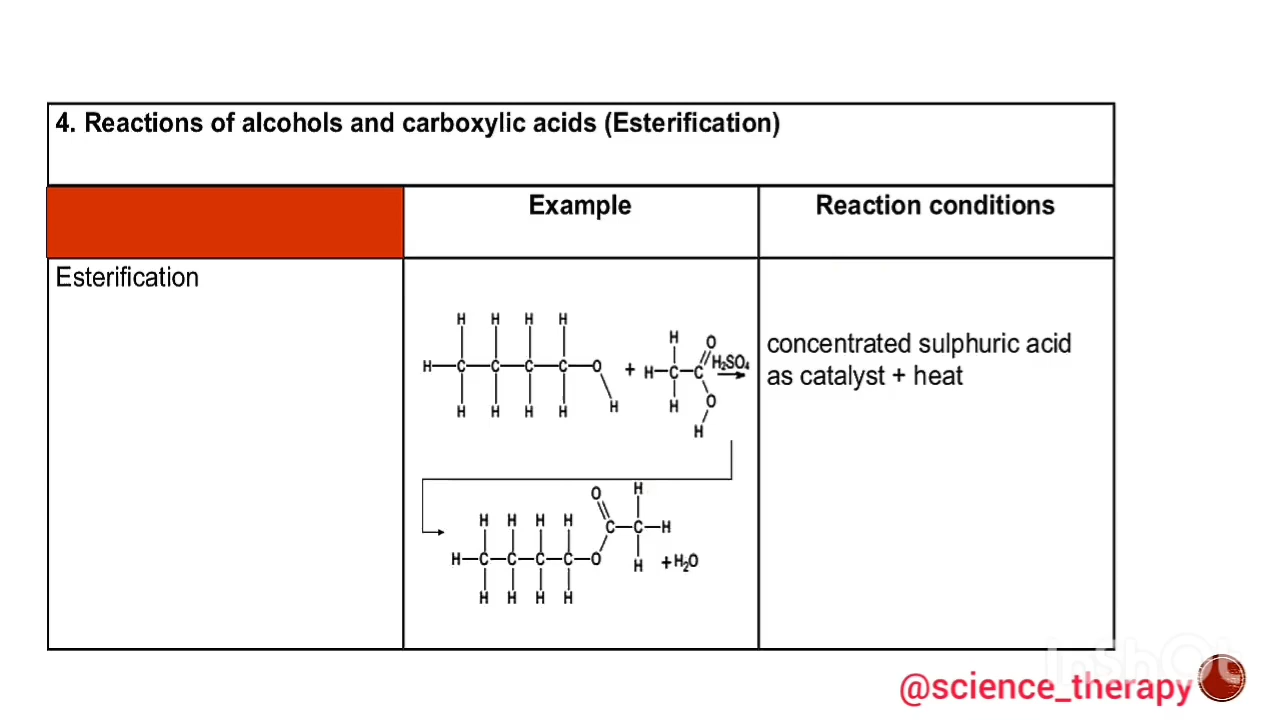 4. Reactions of alcohols and carboxylic acids (Esterification)
Example
Reaction conditions
Esterification
H H H H
H–C–C–C–C–O
H H H H H
+
H O
H–C–C
H O
H
H₂SO₄
concentrated sulphuric acid
as catalyst + heat
O H
C–C–H
H H H H
H–C–C–C–C–O
H +H₂O
H H H H
InShOt
@science_therapy